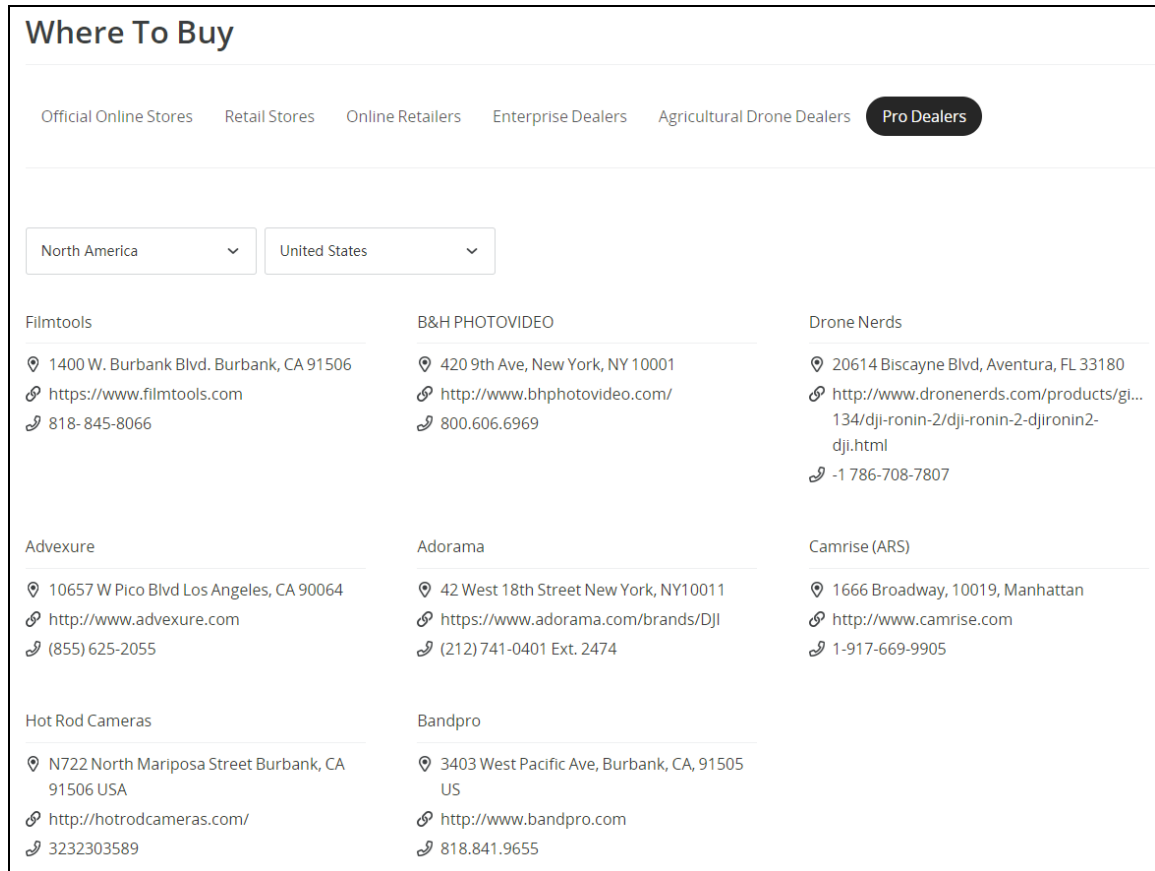 Where To Buy
Official Online Stores
Retail Stores
Online Retailers
Enterprise Dealers
Agricultural Drone Dealers
Pro Dealers
North America
United States
Filmtools
1400 W. Burbank Blvd. Burbank, CA 91506
https://www.filmtools.com
818- 845-8066
B&H PHOTOVIDEO
420 9th Ave, New York, NY 10001
http://www.bhphotovideo.com/
800.606.6969
Drone Nerds
20614 Biscayne Blvd, Aventura, FL 33180
http://www.dronenerds.com/products/gi...
134/dji-ronin-2/dji-ronin-2-djironin2-
dji.html
-1 786-708-7807
Advexure
10657 W Pico Blvd Los Angeles, CA 90064
http://www.advexure.com
(855) 625-2055
Adorama
42 West 18th Street New York, NY10011
https://www.adorama.com/brands/DJI
(212) 741-0401 Ext. 2474
Camrise (ARS)
1666 Broadway, 10019, Manhattan
http://www.camrise.com
1-917-669-9905
Hot Rod Cameras
N722 North Mariposa Street Burbank, CA
91506 USA
http://hotrodcameras.com/
3232303589
Bandpro
3403 West Pacific Ave, Burbank, CA, 91505
US
http://www.bandpro.com
818.841.9655